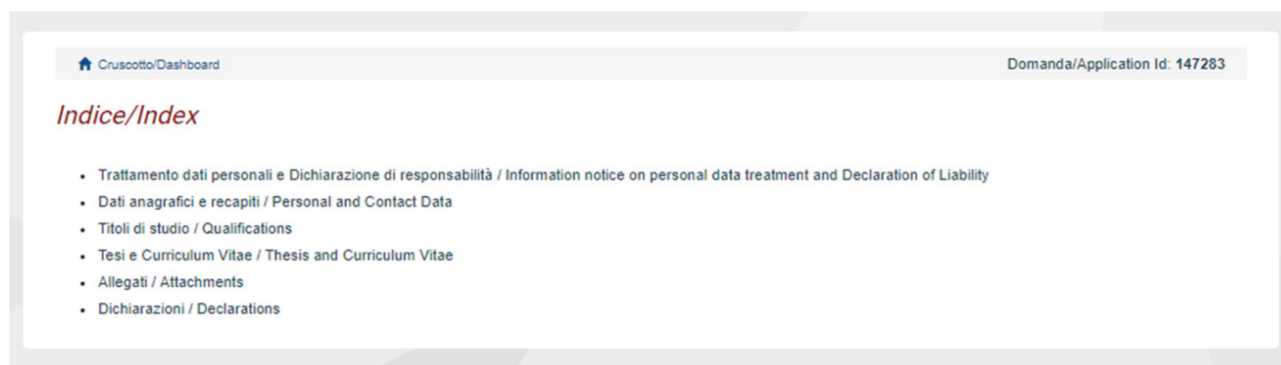 Cruscotto/Dashboard
Domanda/Application Id: 147283
Indice/Index
Trattamento dati personali e Dichiarazione di responsabilità / Information notice on personal data treatment and Declaration of Liability
Dati anagrafici e recapiti / Personal and Contact Data
Titoli di studio / Qualifications
Tesi e Curriculum Vitae / Thesis and Curriculum Vitae
Allegati / Attachments
Dichiarazioni / Declarations